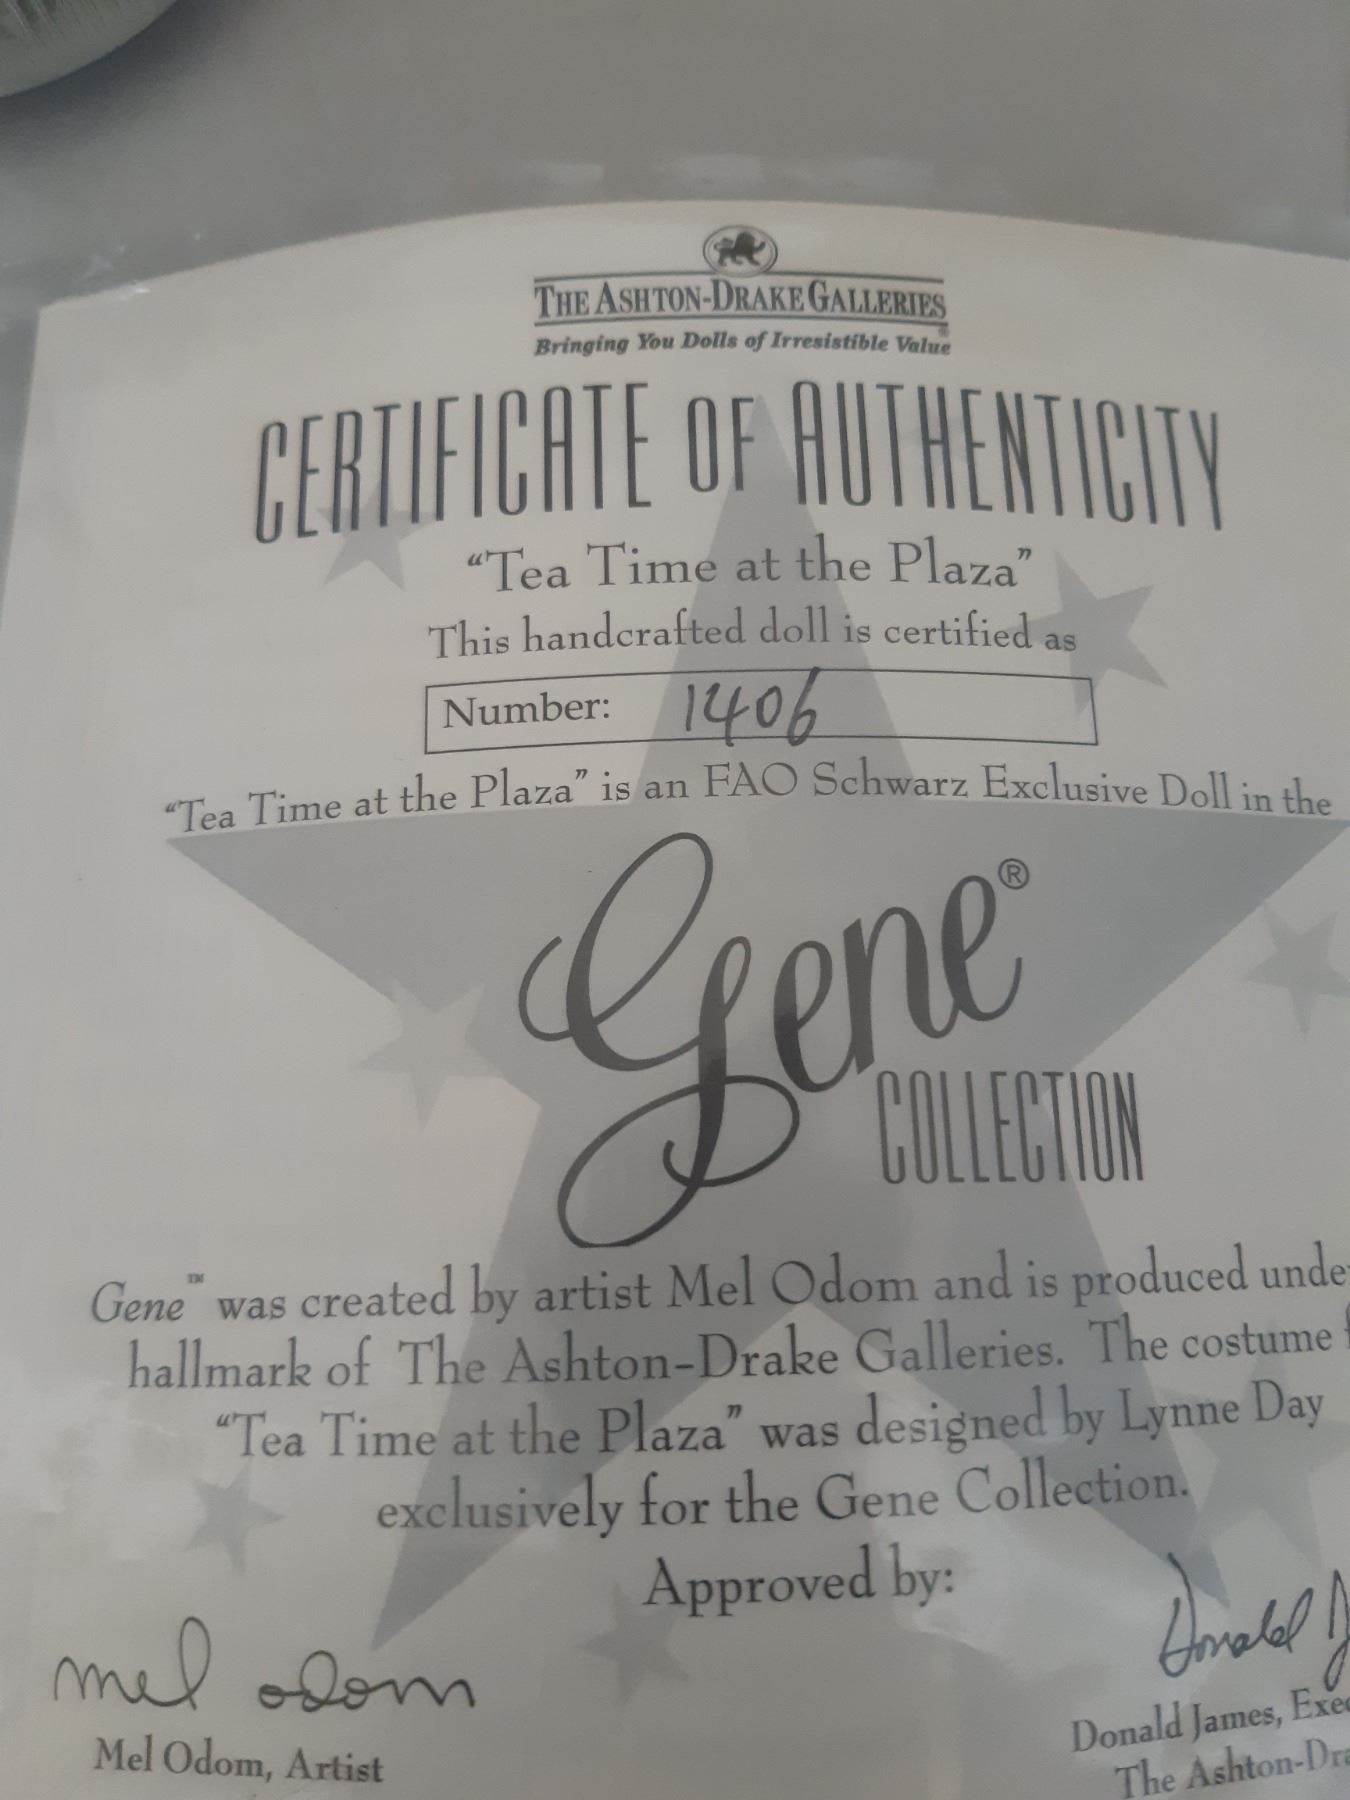 THE ASHTON-DRAKE GALLERIES®
Bringing You Dolls of Irresistible Value
CERTIFICATE OF AUTHENTICITY
“Tea Time at the Plaza”
This handcrafted doll is certified as
Number: 1406
“Tea Time at the Plaza” is an FAO Schwarz Exclusive Doll in the
Gene®
COLLECTION
Gene™ was created by artist Mel Odom and is produced unde
hallmark of The Ashton-Drake Galleries. The costume f
“Tea Time at the Plaza” was designed by Lynne Day
exclusively for the Gene Collection.
Approved by:
mel odom
Donald J
Mel Odom, Artist
Donald James, Exec
The Ashton-Dra